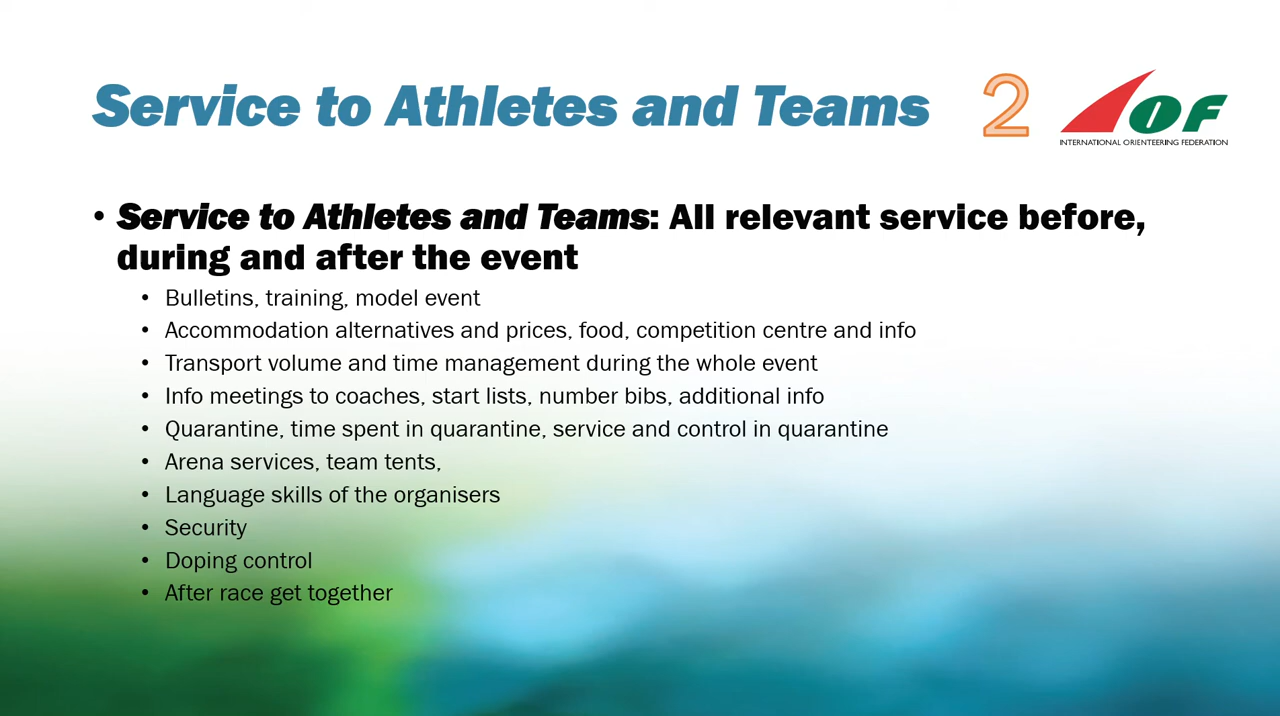 Service to Athletes and Teams
2
IOF
INTERNATIONAL ORIENTEERING FEDERATION
• Service to Athletes and Teams: All relevant service before,
during and after the event
• Bulletins, training, model event
• Accommodation alternatives and prices, food, competition centre and info
• Transport volume and time management during the whole event
• Info meetings to coaches, start lists, number bibs, additional info
• Quarantine, time spent in quarantine, service and control in quarantine
• Arena services, team tents,
• Language skills of the organisers
• Security
• Doping control
• After race get together